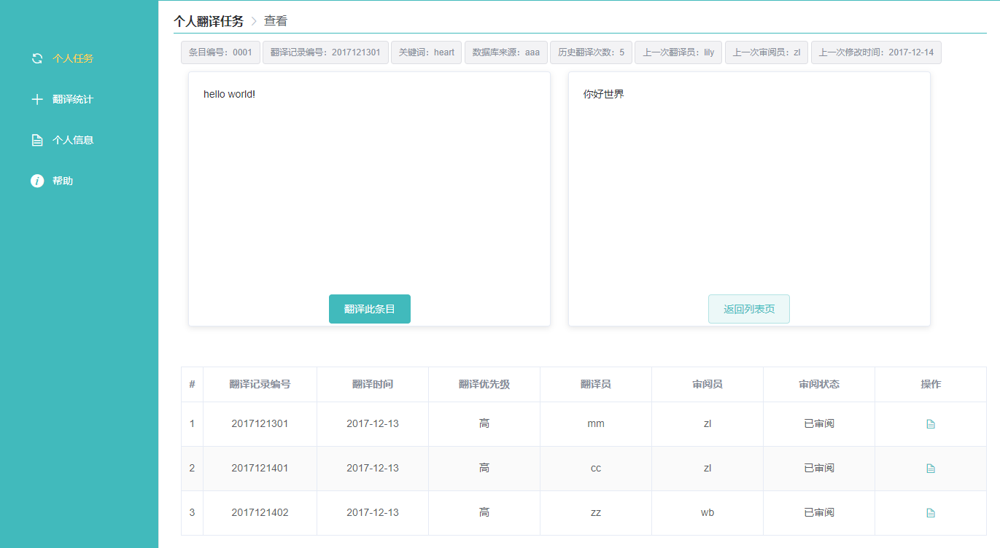 个人任务
翻译统计
个人信息
帮助
个人翻译任务 > 查看
条目编号：0001 翻译记录编号：2017121301 关键词：heart 数据库来源：aaa 历史翻译次数：5 上一次翻译员：lily 上一次审阅员：zl 上一次修改时间：2017-12-14
hello world!
翻译此条目
你好世界
返回列表页
# 翻译记录编号 翻译时间 翻译优先级 翻译员 审阅员 审阅状态 操作
1 2017121301 2017-12-13 高 mm zl 已审阅
2 2017121401 2017-12-13 高 cc zl 已审阅
3 2017121402 2017-12-13 高 zz wb 已审阅